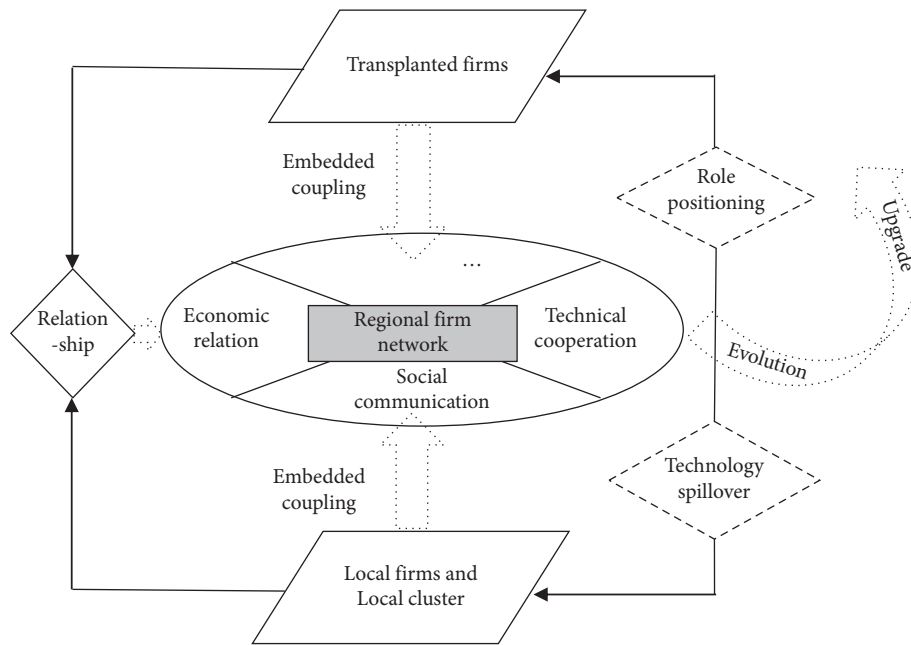 Transplanted firms
Embedded
coupling
Role
positioning
Upgrade
...
Relation
-ship
Economic
relation
Regional firm
network
Technical
cooperation
Evolution
Social
communication
Embedded
coupling
Technology
spillover
Local firms and
Local cluster